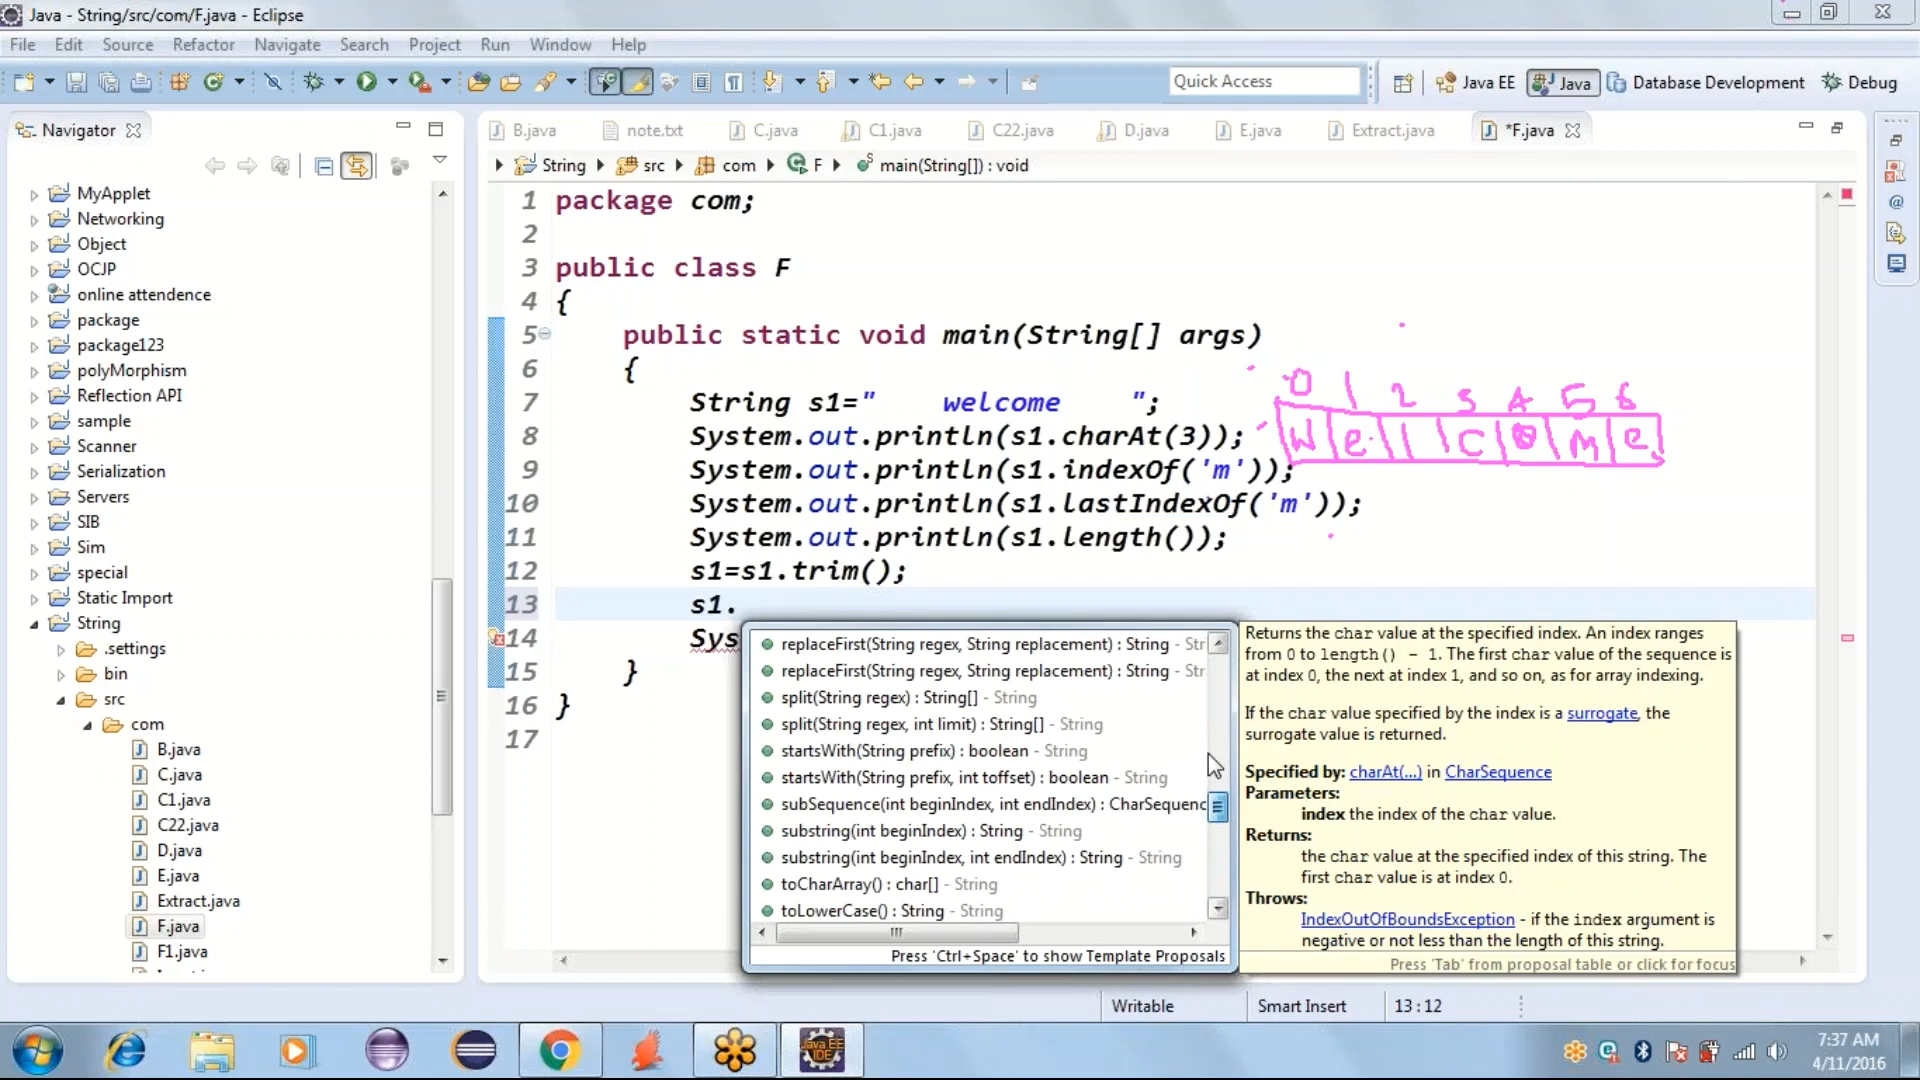 Java - String/src/com/F.java - Eclipse
File Edit Source Refactor Navigate Search Project Run Window Help
Quick Access
Java EE Java Database Development Debug
Navigator
B.java note.txt C.java C1.java C22.java D.java E.java Extract.java *F.java
String src com F main(String[]) : void
MyApplet
Networking
Object
OCJP
online attendence
package
package123
polyMorphism
Reflection API
sample
Scanner
Serialization
Servers
SIB
Sim
special
Static Import
String
.settings
bin
src
com
B.java
C.java
C1.java
C22.java
D.java
E.java
Extract.java
F.java
F1.java
1 package com;
2
3 public class F
4 {
5 public static void main(String[] args)
6 {
7 String s1="    welcome    ";
8 System.out.println(s1.charAt(3));
9 System.out.println(s1.indexOf('m'));
10 System.out.println(s1.lastIndexOf('m'));
11 System.out.println(s1.length());
12 s1=s1.trim();
13 s1.
14 Sys
15 }
16 }
17
0 1 2 3 4 5 6
W e l c o m e
replaceFirst(String regex, String replacement) : String - Str
replaceFirst(String regex, String replacement) : String - Str
split(String regex) : String[] - String
split(String regex, int limit) : String[] - String
startsWith(String prefix) : boolean - String
startsWith(String prefix, int toffset) : boolean - String
subSequence(int beginIndex, int endIndex) : CharSequenc
substring(int beginIndex) : String - String
substring(int beginIndex, int endIndex) : String - String
toCharArray() : char[] - String
toLowerCase() : String - String
Press 'Ctrl+Space' to show Template Proposals
Returns the char value at the specified index. An index ranges
from 0 to length() - 1. The first char value of the sequence is
at index 0, the next at index 1, and so on, as for array indexing.
If the char value specified by the index is a surrogate, the
surrogate value is returned.
Specified by: charAt(...) in CharSequence
Parameters:
index the index of the char value.
Returns:
the char value at the specified index of this string. The
first char value is at index 0.
Throws:
IndexOutOfBoundsException - if the index argument is
negative or not less than the length of this string.
Press 'Tab' from proposal table or click for focus
Writable Smart Insert 13 : 12
Java EE
IDE
7:37 AM
4/11/2016